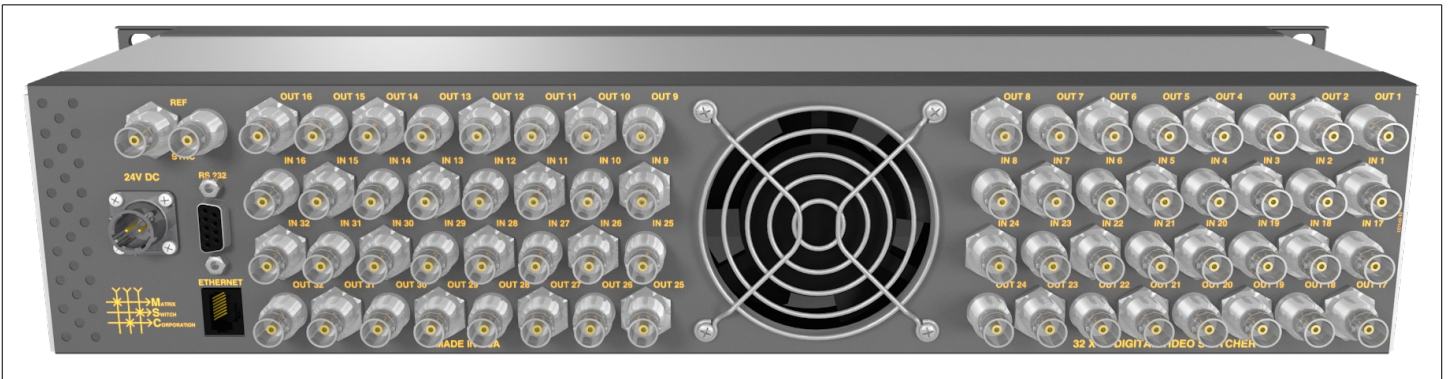 REF OUT 16 OUT 15 OUT 14 OUT 13 OUT 12 OUT 11 OUT 10 OUT 9 OUT 8 OUT 7 OUT 6 OUT 5 OUT 4 OUT 3 OUT 2 OUT 1
SYNC IN 16 IN 15 IN 14 IN 13 IN 12 IN 11 IN 10 IN 9 IN 8 IN 7 IN 6 IN 5 IN 4 IN 3 IN 2 IN 1
24V DC RS 232
IN 32 IN 31 IN 30 IN 29 IN 28 IN 27 IN 26 IN 25 IN 24 IN 23 IN 22 IN 21 IN 20 IN 19 IN 18 IN 17
ETHERNET OUT 32 OUT 31 OUT 30 OUT 29 OUT 28 OUT 27 OUT 26 OUT 25 OUT 24 OUT 23 OUT 22 OUT 21 OUT 20 OUT 19 OUT 18 OUT 17
MATRIX
SWITCH
CORPORATION
MADE IN 32 X DIGITAL VIDEO SWITCHER